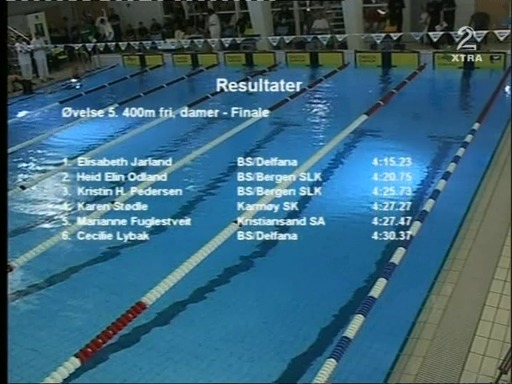 2
XTRA
Resultater
Øvelse 5. 400m fri, damer - Finale
1. Elisabeth Jarland BS/Delfana 4:15.23
2. Heid Elin Odland BS/Bergen SLK 4:20.75
3. Kristin H. Pedersen BS/Bergen SLK 4:25.73
4. Karen Stødle Karmøy SK 4:27.27
5. Marianne Fuglestveit Kristiansand SA 4:27.47
6. Cecilie Lybak BS/Delfana 4:30.37